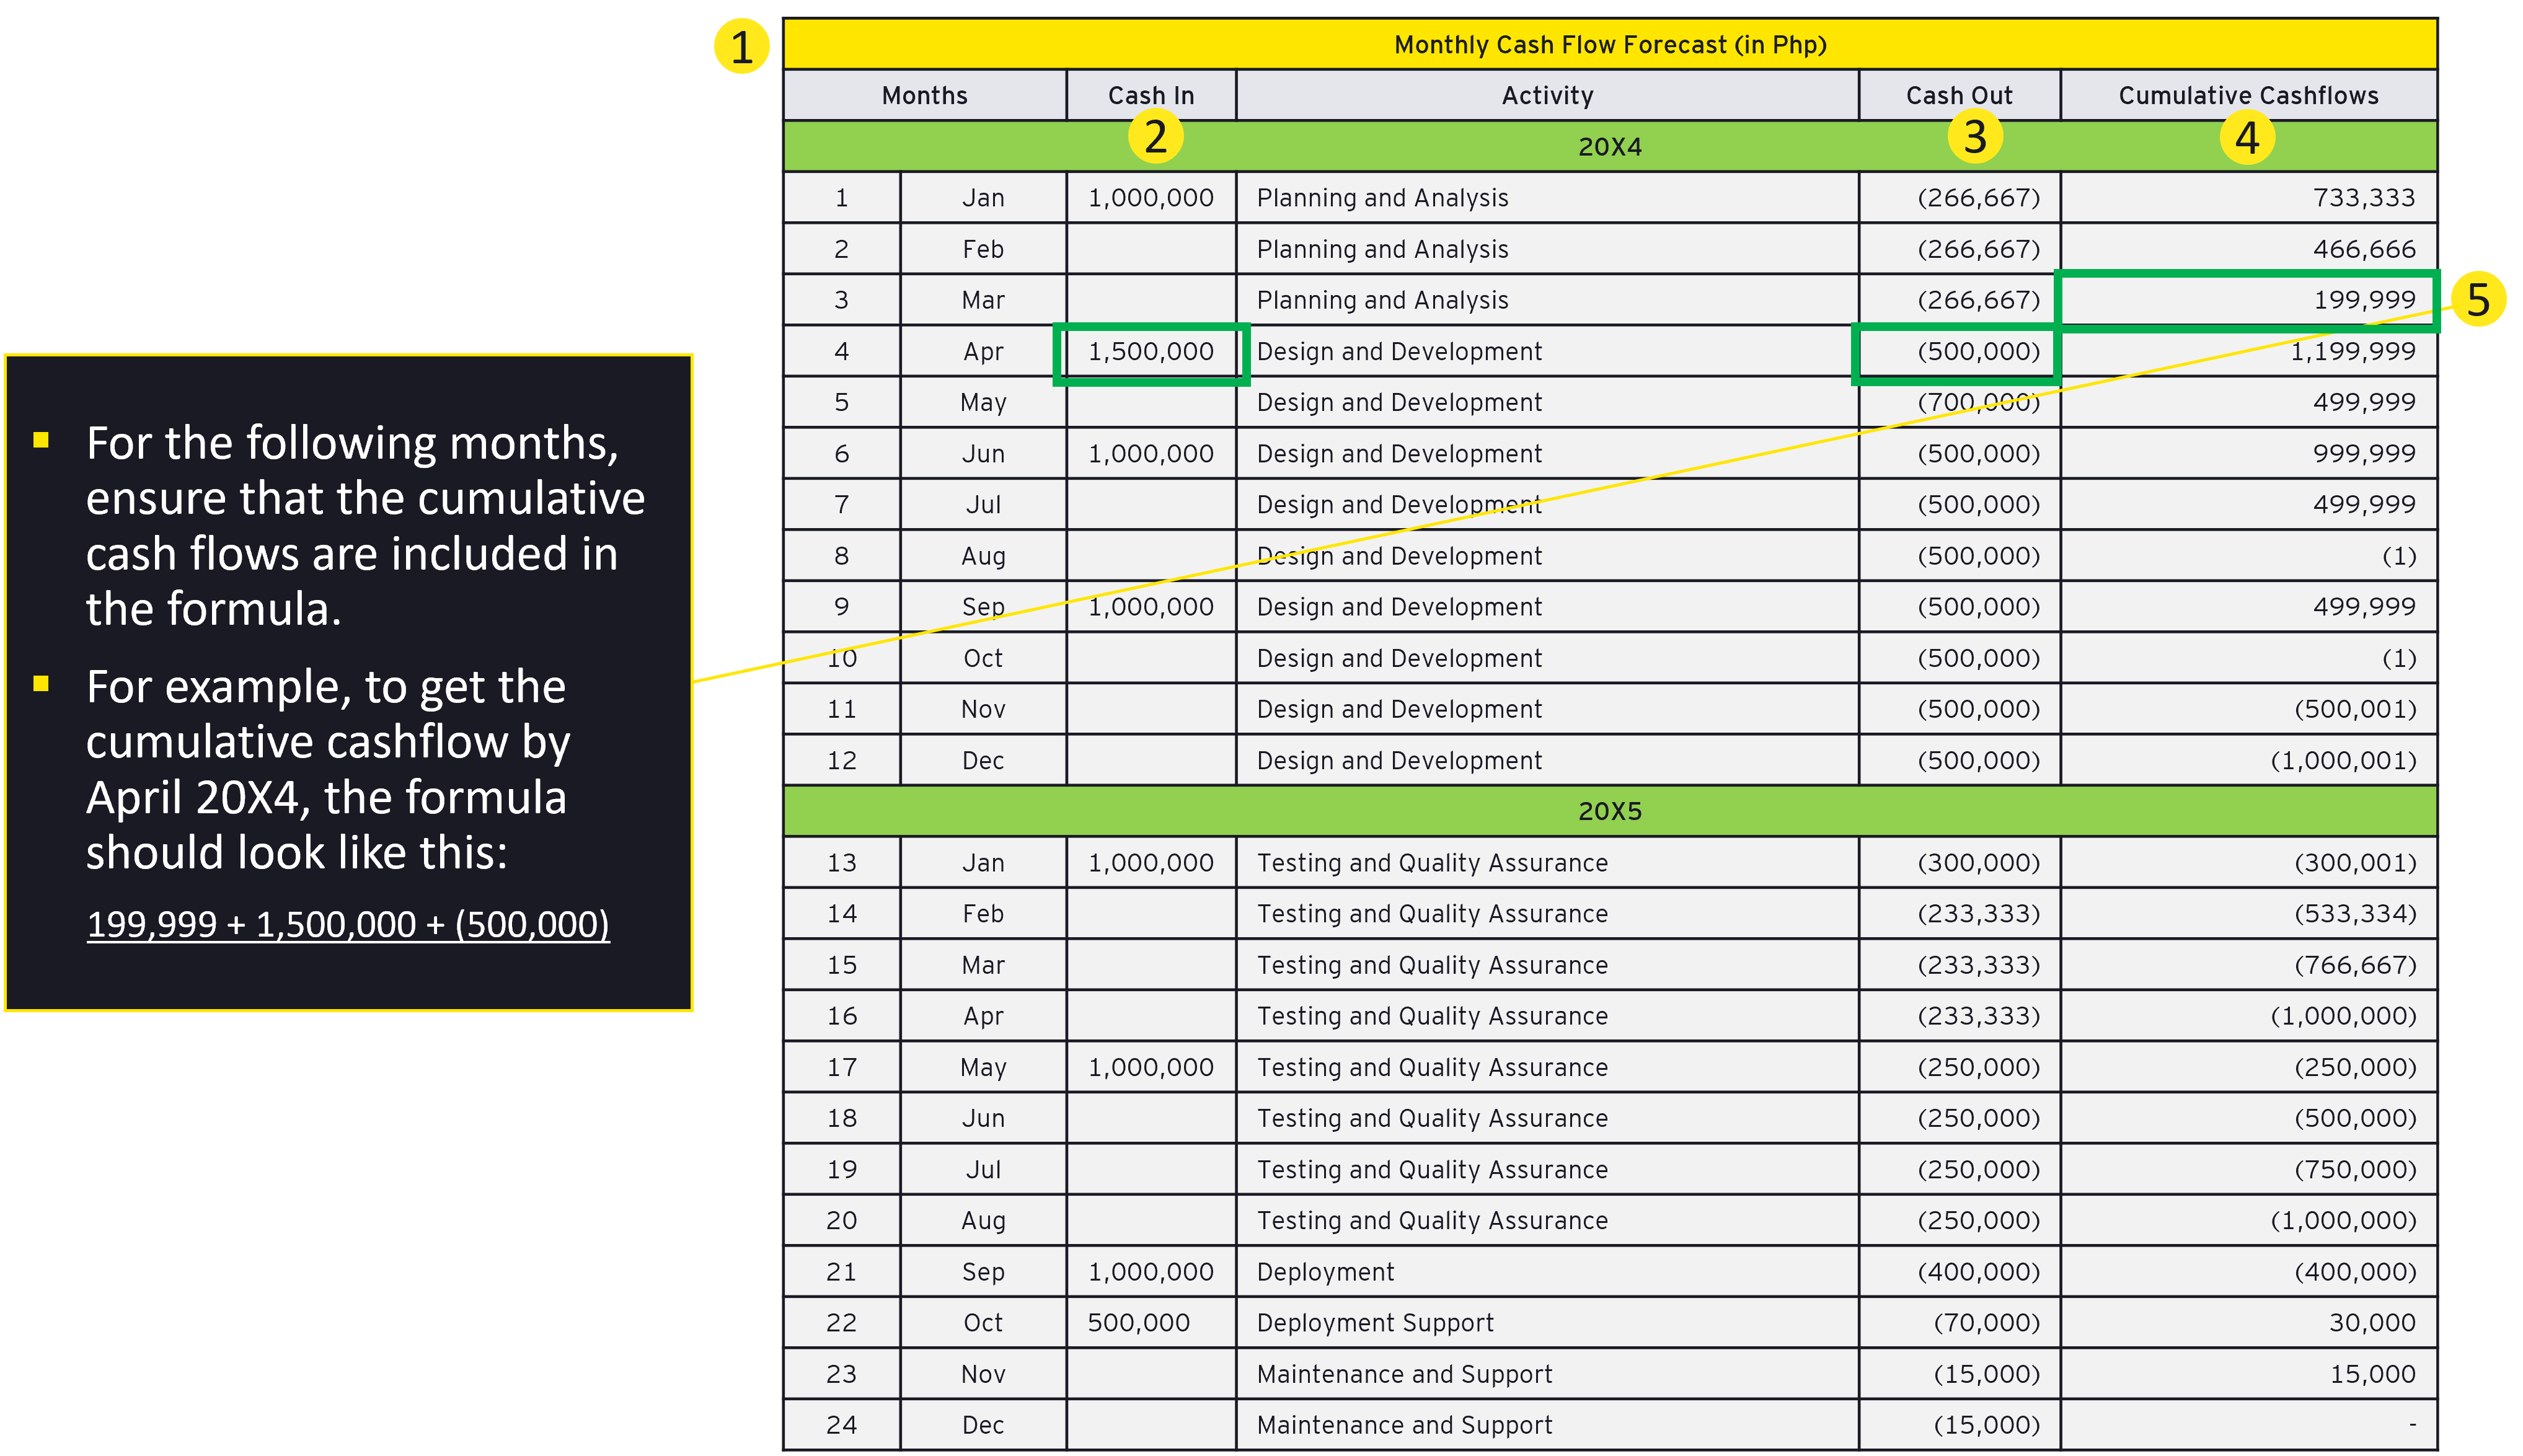 1
Monthly Cash Flow Forecast (in Php)
Months Cash In Activity Cash Out Cumulative Cashflows
2 3 4
20X4
1 Jan 1,000,000 Planning and Analysis (266,667) 733,333
2 Feb Planning and Analysis (266,667) 466,666
3 Mar Planning and Analysis (266,667) 199,999
5
4 Apr 1,500,000 Design and Development (500,000) 1,199,999
5 May Design and Development (700,000) 499,999
6 Jun 1,000,000 Design and Development (500,000) 999,999
7 Jul Design and Development (500,000) 499,999
8 Aug Design and Development (500,000) (1)
9 Sep 1,000,000 Design and Development (500,000) 499,999
10 Oct Design and Development (500,000) (1)
11 Nov Design and Development (500,000) (500,001)
12 Dec Design and Development (500,000) (1,000,001)
20X5
13 Jan 1,000,000 Testing and Quality Assurance (300,000) (300,001)
14 Feb Testing and Quality Assurance (233,333) (533,334)
15 Mar Testing and Quality Assurance (233,333) (766,667)
16 Apr Testing and Quality Assurance (233,333) (1,000,000)
17 May 1,000,000 Testing and Quality Assurance (250,000) (250,000)
18 Jun Testing and Quality Assurance (250,000) (500,000)
19 Jul Testing and Quality Assurance (250,000) (750,000)
20 Aug Testing and Quality Assurance (250,000) (1,000,000)
21 Sep 1,000,000 Deployment (400,000) (400,000)
22 Oct 500,000 Deployment Support (70,000) 30,000
23 Nov Maintenance and Support (15,000) 15,000
24 Dec Maintenance and Support (15,000) -
▪ For the following months,
ensure that the cumulative
cash flows are included in
the formula.
▪ For example, to get the
cumulative cashflow by
April 20X4, the formula
should look like this:
199,999 + 1,500,000 + (500,000)